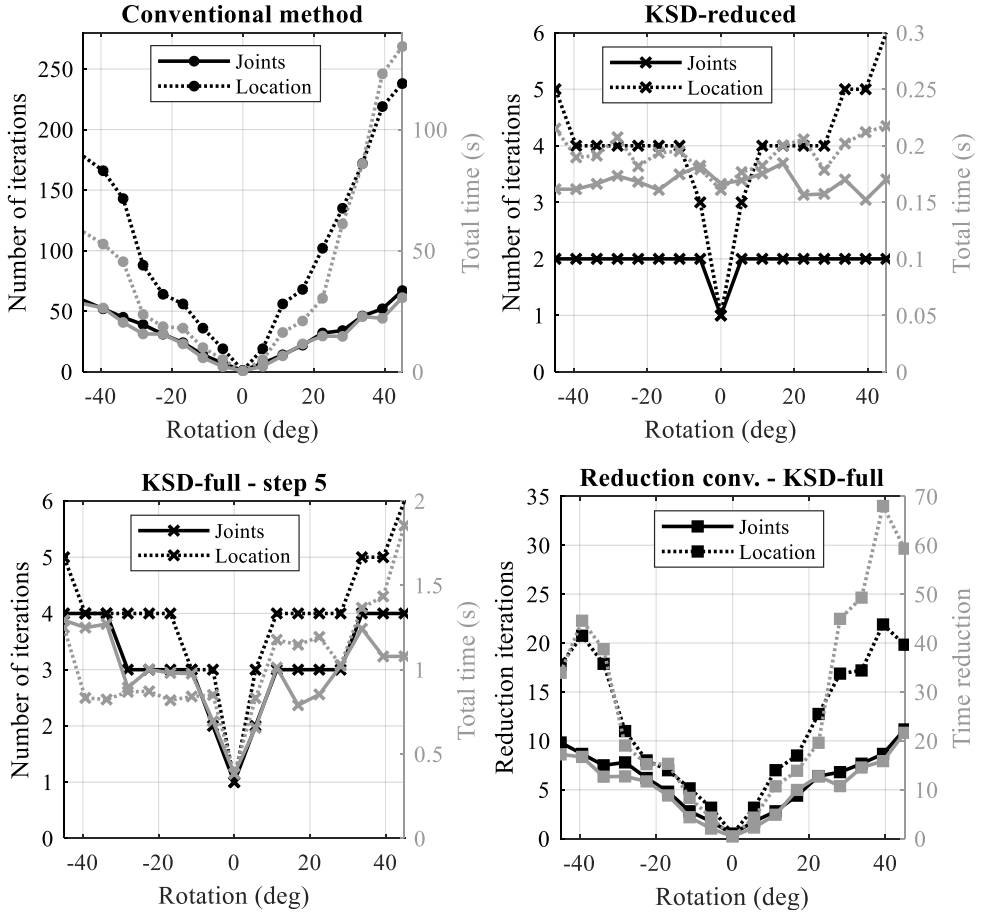 Conventional method
Joints
Location
250
200
150
100
50
0
100
50
0
Number of iterations
Total time (s)
-40 -20 0 20 40
Rotation (deg)
KSD-reduced
Joints
Location
6
5
4
3
2
1
0
0.3
0.25
0.2
0.15
0.1
0.05
0
Number of iterations
Total time (s)
-40 -20 0 20 40
Rotation (deg)
KSD-full - step 5
Joints
Location
6
5
4
3
2
1
0
2
1.5
1
0.5
0
Number of iterations
Total time (s)
-40 -20 0 20 40
Rotation (deg)
Reduction conv. - KSD-full
Joints
Location
35
30
25
20
15
10
5
0
70
60
50
40
30
20
10
0
Reduction iterations
Time reduction
-40 -20 0 20 40
Rotation (deg)